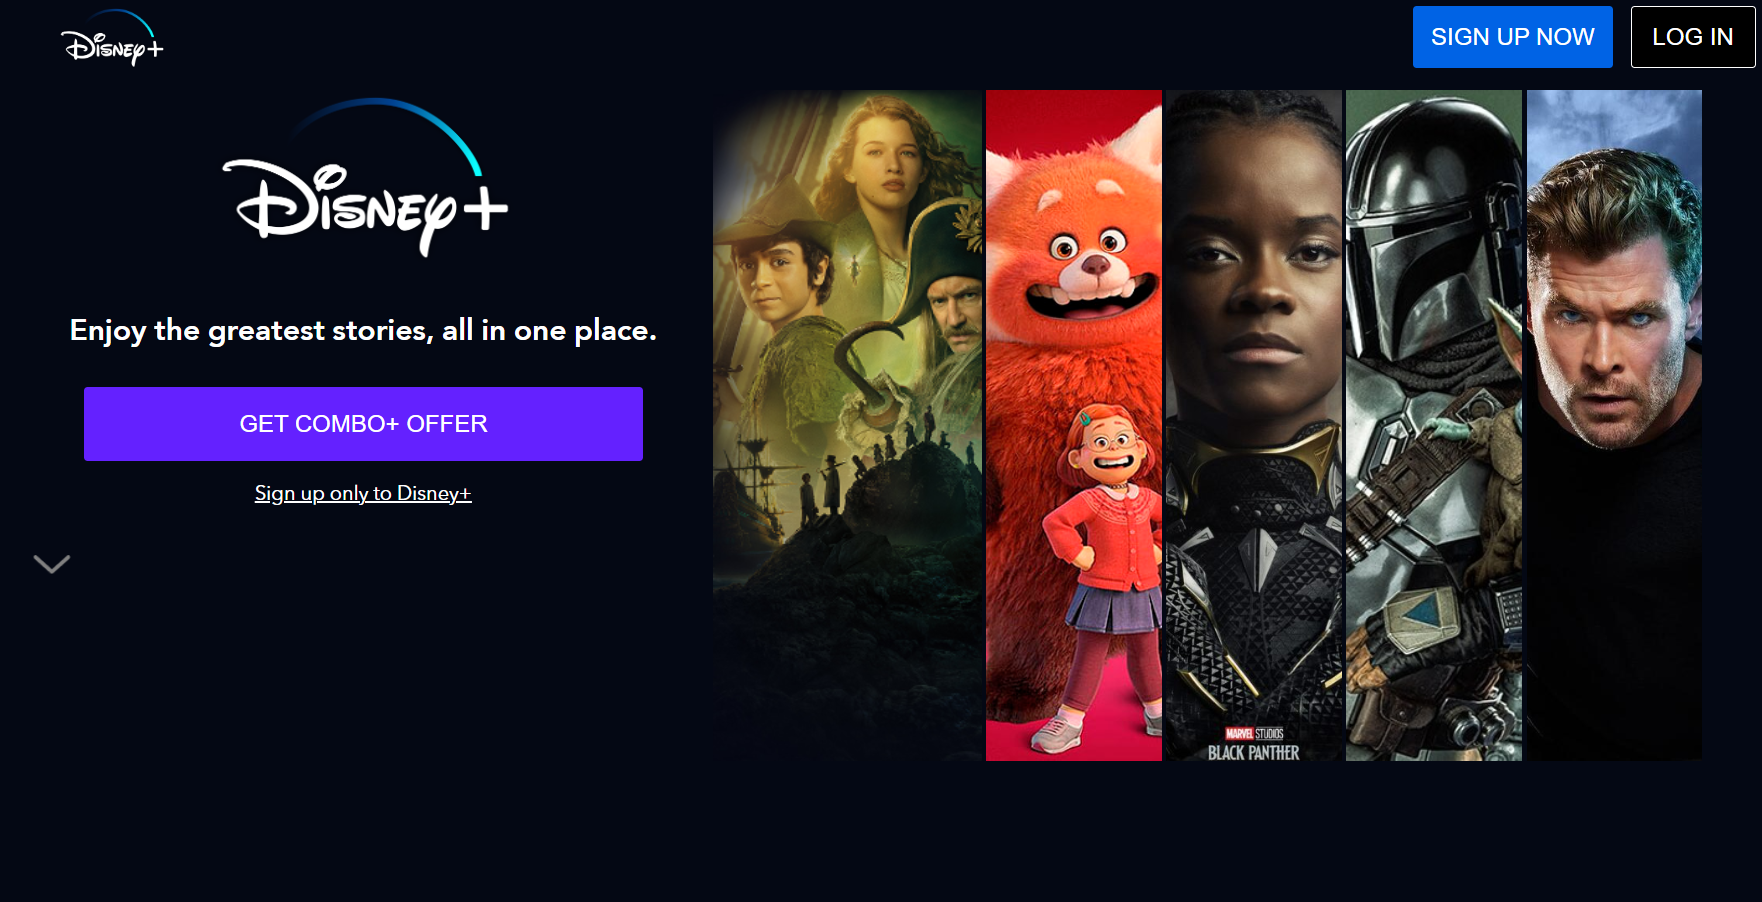 Disney+
SIGN UP NOW
LOG IN
Disney+
Enjoy the greatest stories, all in one place.
GET COMBO+ OFFER
Sign up only to Disney+
MARVEL STUDIOS
BLACK PANTHER